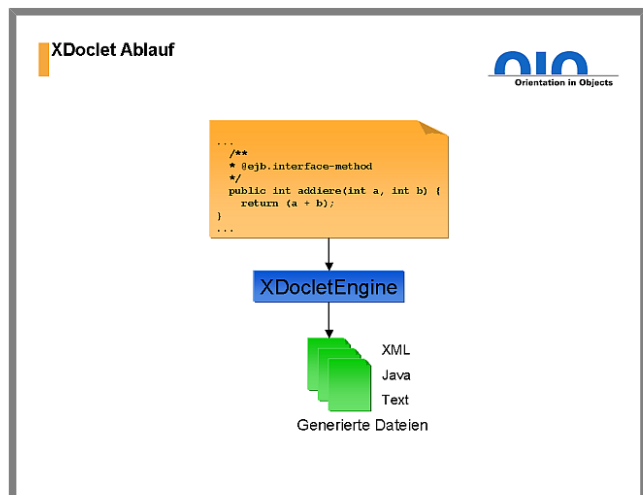 XDoclet Ablauf
OIO
Orientation in Objects
...
/**
* @ejb.interface-method
*/
public int addiere(int a, int b) {
return (a + b);
}
...
XDocletEngine
XML
Java
Text
Generierte Dateien